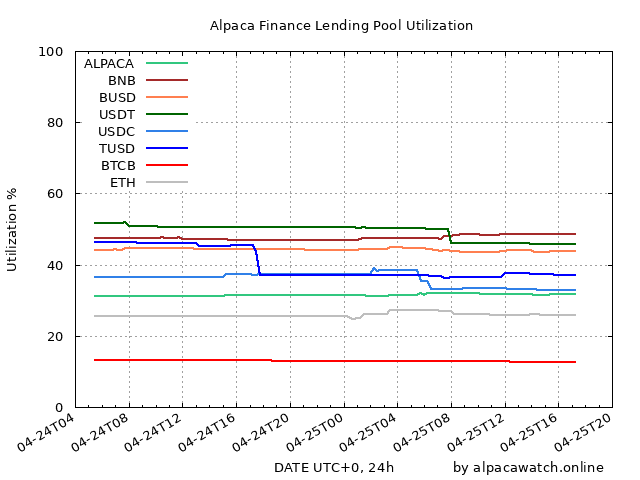 Alpaca Finance Lending Pool Utilization
100
80
60
40
20
0
Utilization %
ALPACA
BNB
BUSD
USDT
USDC
TUSD
BTCB
ETH
04-24T04
04-24T08
04-24T12
04-24T16
04-24T20
04-25T00
04-25T04
04-25T08
04-25T12
04-25T16
04-25T20
DATE UTC+0, 24h
by alpacawatch.online